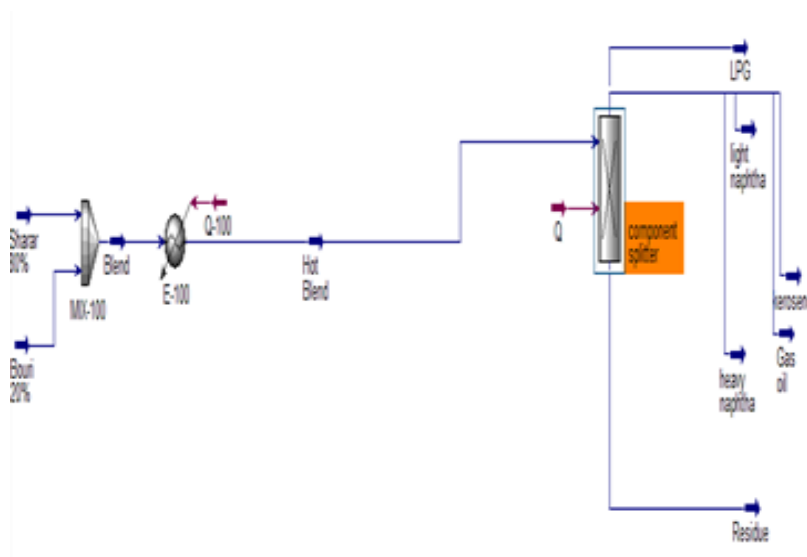 LPG
light
naphtha
Q-100
Sharar
80%
Blend
Hot
Blend
Q
component
splitter
E-100
MIX-100
kerosen
Bouri
20%
heavy
naphtha
Gas
oil
Residue